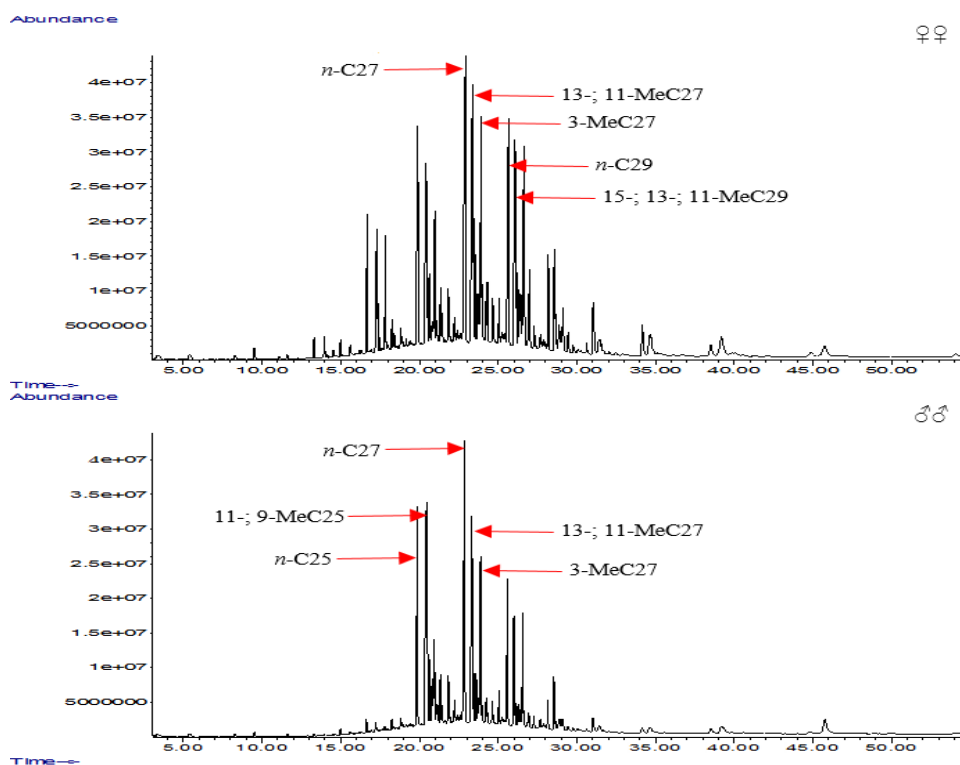 Abundance
♀♀
n-C27
4e+07
13-; 11-MeC27
3.5e+07
3-MeC27
3e+07
n-C29
2.5e+07
15-; 13-; 11-MeC29
2e+07
1.5e+07
1e+07
5000000
5.00 10.00 15.00 20.00 25.00 30.00 35.00 40.00 45.00 50.00
Time-->
Abundance
♂♂
n-C27
4e+07
3.5e+07
11-; 9-MeC25
13-; 11-MeC27
3e+07
n-C25
2.5e+07
3-MeC27
2e+07
1.5e+07
1e+07
5000000
5.00 10.00 15.00 20.00 25.00 30.00 35.00 40.00 45.00 50.00
Time-->